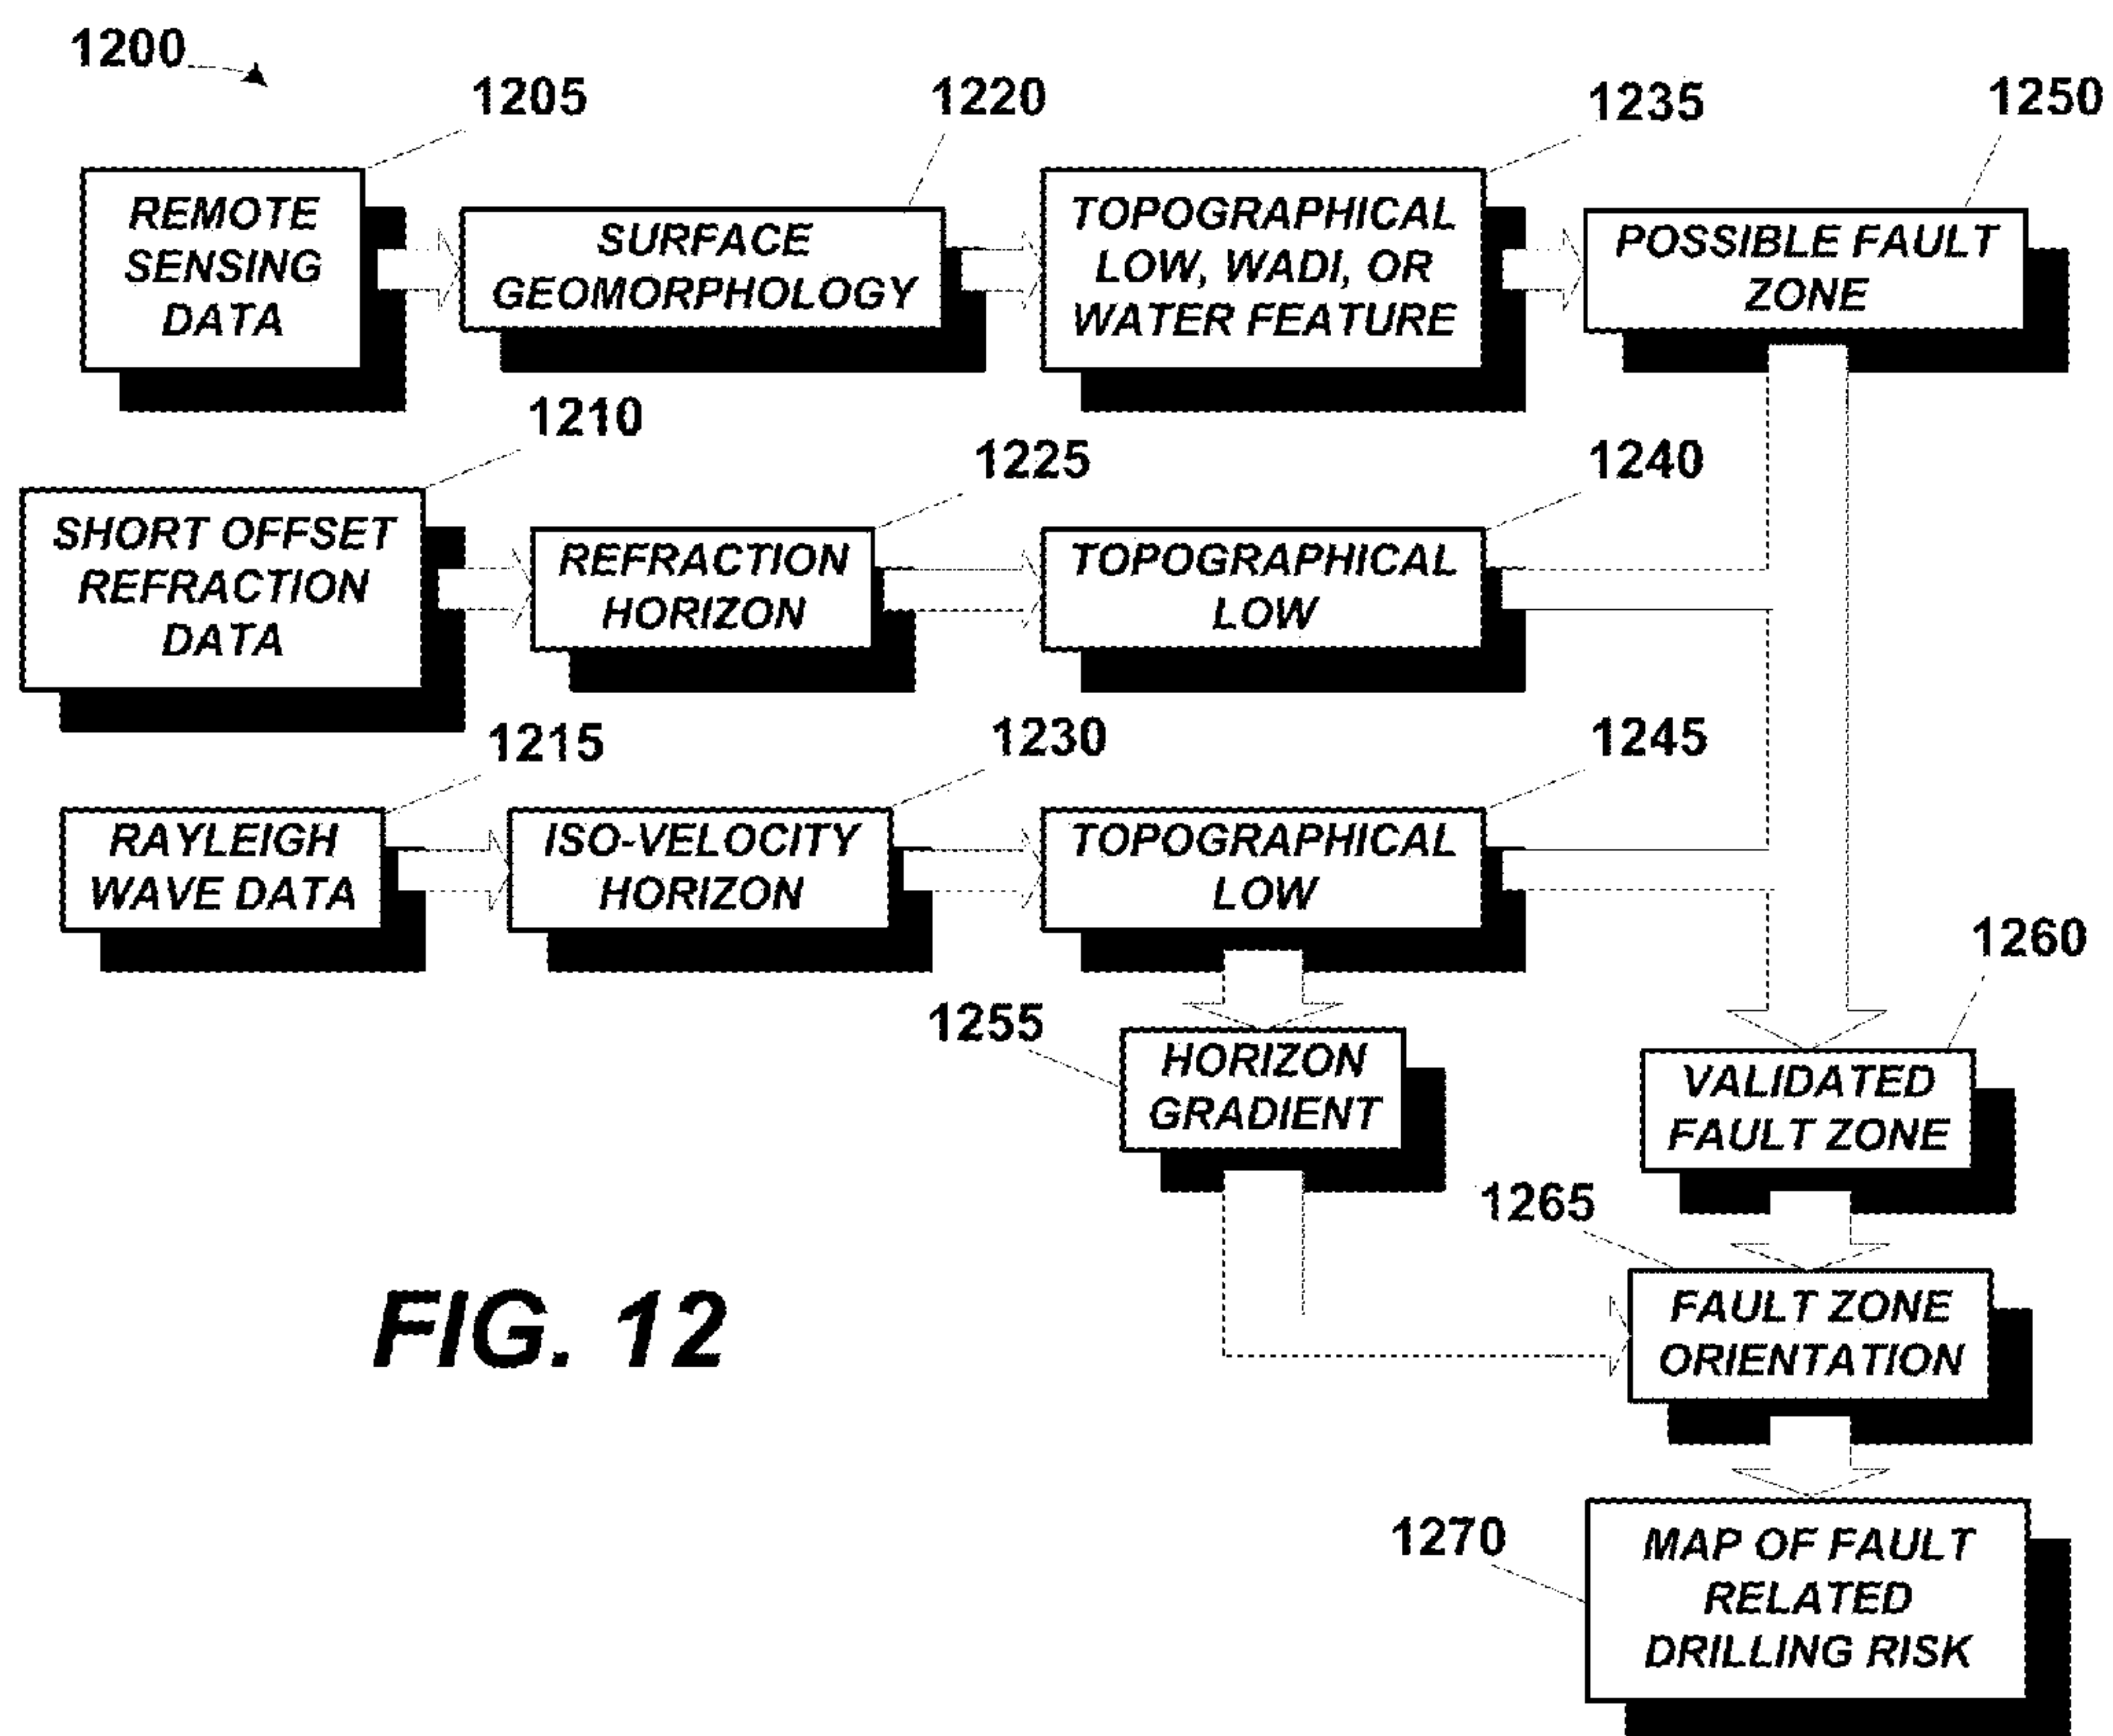 1200
1205
1220
1235
1250
REMOTE
SENSING
DATA
SURFACE
GEOMORPHOLOGY
TOPOGRAPHICAL
LOW, WADI, OR
WATER FEATURE
POSSIBLE FAULT
ZONE
1210
1225
1240
SHORT OFFSET
REFRACTION
DATA
REFRACTION
HORIZON
TOPOGRAPHICAL
LOW
1215
1230
1245
RAYLEIGH
WAVE DATA
ISO-VELOCITY
HORIZON
TOPOGRAPHICAL
LOW
1255
1260
HORIZON
GRADIENT
VALIDATED
FAULT ZONE
1265
FAULT ZONE
ORIENTATION
FIG. 12
1270
MAP OF FAULT
RELATED
DRILLING RISK